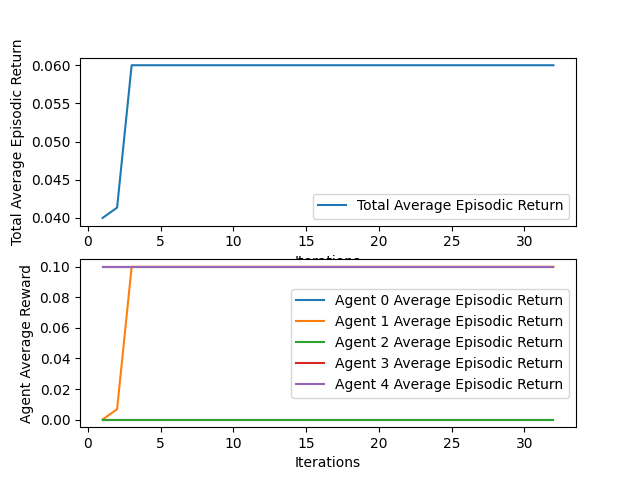 Total Average Episodic Return
0.060
0.055
0.050
0.045
0.040
Total Average Episodic Return
0 5 10 15 20 25 30
Iterations
Agent Average Reward
0.10
0.08
0.06
0.04
0.02
0.00
Agent 0 Average Episodic Return
Agent 1 Average Episodic Return
Agent 2 Average Episodic Return
Agent 3 Average Episodic Return
Agent 4 Average Episodic Return
0 5 10 15 20 25 30
Iterations